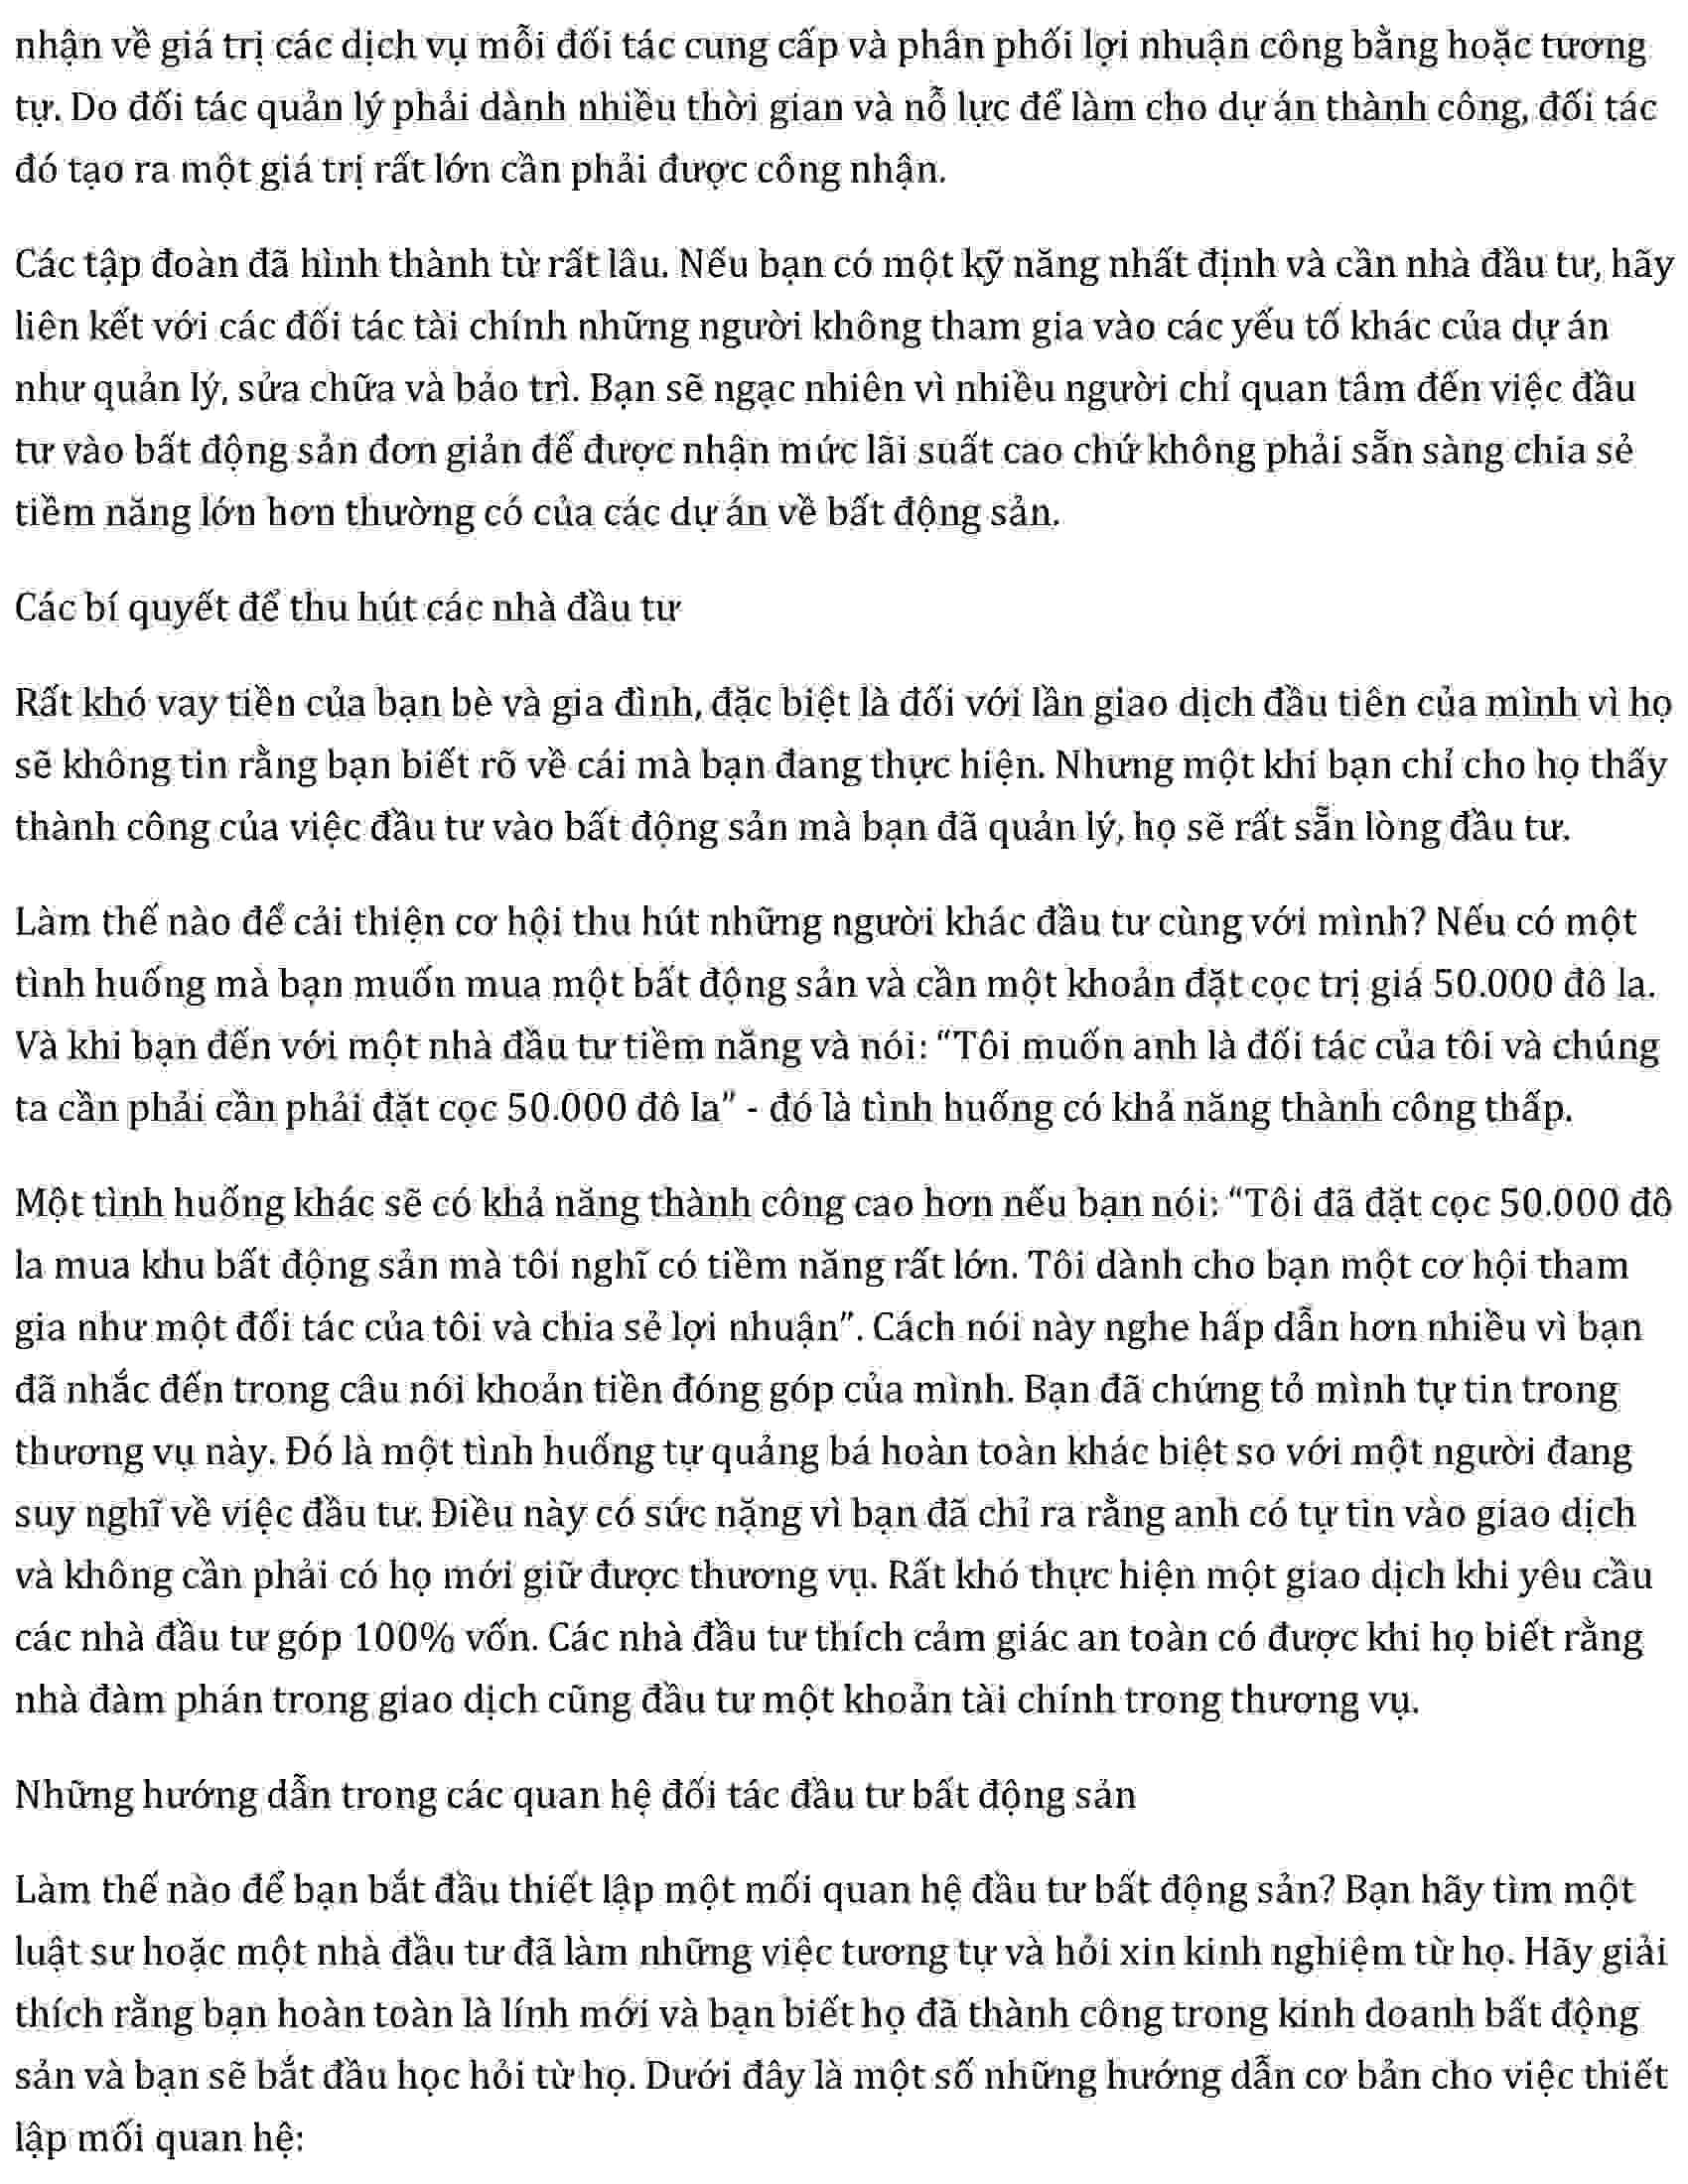 nhận về giá trị các dịch vụ mỗi đối tác cung cấp và phân phối lợi nhuận công bằng hoặc tương
tự. Do đối tác quản lý phải dành nhiều thời gian và nỗ lực để làm cho dự án thành công, đối tác
đó tạo ra một giá trị rất lớn cần phải được công nhận.
Các tập đoàn đã hình thành từ rất lâu. Nếu bạn có một kỹ năng nhất định và cần nhà đầu tư, hãy
liên kết với các đối tác tài chính những người không tham gia vào các yếu tố khác của dự án
như quản lý, sửa chữa và bảo trì. Bạn sẽ ngạc nhiên vì nhiều người chỉ quan tâm đến việc đầu
tư vào bất động sản đơn giản để được nhận mức lãi suất cao chứ không phải sẵn sàng chia sẻ
tiềm năng lớn hơn thường có của các dự án về bất động sản.
Các bí quyết để thu hút các nhà đầu tư
Rất khó vay tiền của bạn bè và gia đình, đặc biệt là đối với lần giao dịch đầu tiên của mình vì họ
sẽ không tin rằng bạn biết rõ về cái mà bạn đang thực hiện. Nhưng một khi bạn chỉ cho họ thấy
thành công của việc đầu tư vào bất động sản mà bạn đã quản lý, họ sẽ rất sẵn lòng đầu tư.
Làm thế nào để cải thiện cơ hội thu hút những người khác đầu tư cùng với mình? Nếu có một
tình huống mà bạn muốn mua một bất động sản và cần một khoản đặt cọc trị giá 50.000 đô la.
Và khi bạn đến với một nhà đầu tư tiềm năng và nói: “Tôi muốn anh là đối tác của tôi và chúng
ta cần phải cần phải đặt cọc 50.000 đô la” - đó là tình huống có khả năng thành công thấp.
Một tình huống khác sẽ có khả năng thành công cao hơn nếu bạn nói: “Tôi đã đặt cọc 50.000 đô
la mua khu bất động sản mà tôi nghĩ có tiềm năng rất lớn. Tôi dành cho bạn một cơ hội tham
gia như một đối tác của tôi và chia sẻ lợi nhuận”. Cách nói này nghe hấp dẫn hơn nhiều vì bạn
đã nhắc đến trong câu nói khoản tiền đóng góp của mình. Bạn đã chứng tỏ mình tự tin trong
thương vụ này. Đó là một tình huống tự quảng bá hoàn toàn khác biệt so với một người đang
suy nghĩ về việc đầu tư. Điều này có sức nặng vì bạn đã chỉ ra rằng anh có tự tin vào giao dịch
và không cần phải có họ mới giữ được thương vụ. Rất khó thực hiện một giao dịch khi yêu cầu
các nhà đầu tư góp 100% vốn. Các nhà đầu tư thích cảm giác an toàn có được khi họ biết rằng
nhà đàm phán trong giao dịch cũng đầu tư một khoản tài chính trong thương vụ.
Những hướng dẫn trong các quan hệ đối tác đầu tư bất động sản
Làm thế nào để bạn bắt đầu thiết lập một mối quan hệ đầu tư bất động sản? Bạn hãy tìm một
luật sư hoặc một nhà đầu tư đã làm những việc tương tự và hỏi xin kinh nghiệm từ họ. Hãy giải
thích rằng bạn hoàn toàn là lính mới và bạn biết họ đã thành công trong kinh doanh bất động
sản và bạn sẽ bắt đầu học hỏi từ họ. Dưới đây là một số những hướng dẫn cơ bản cho việc thiết
lập mối quan hệ: